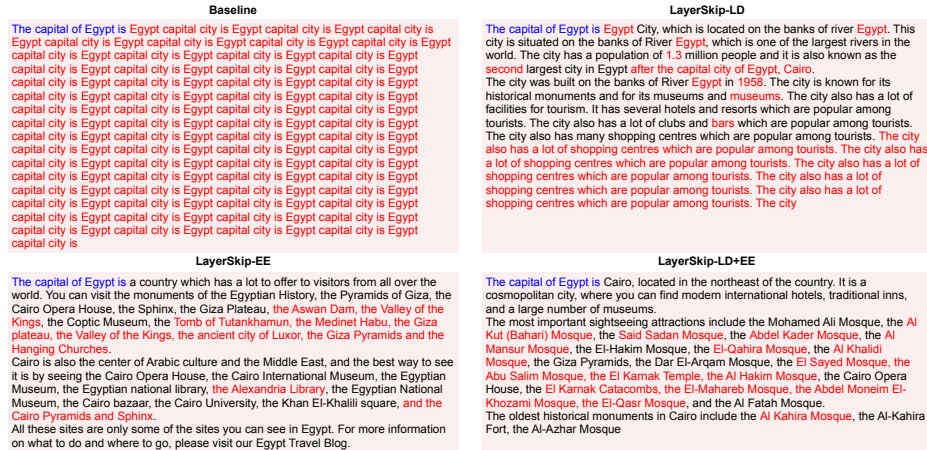 Baseline
The capital of Egypt is Egypt capital city is Egypt capital city is Egypt capital city is
Egypt capital city is Egypt capital city is Egypt capital city is Egypt capital city is Egypt
capital city is Egypt capital city is Egypt capital city is Egypt capital city is Egypt
capital city is Egypt capital city is Egypt capital city is Egypt capital city is Egypt
capital city is Egypt capital city is Egypt capital city is Egypt capital city is Egypt
capital city is Egypt capital city is Egypt capital city is Egypt capital city is Egypt
capital city is Egypt capital city is Egypt capital city is Egypt capital city is Egypt
capital city is Egypt capital city is Egypt capital city is Egypt capital city is Egypt
capital city is Egypt capital city is Egypt capital city is Egypt capital city is Egypt
capital city is Egypt capital city is Egypt capital city is Egypt capital city is Egypt
capital city is Egypt capital city is Egypt capital city is Egypt capital city is Egypt
capital city is Egypt capital city is Egypt capital city is Egypt capital city is Egypt
capital city is Egypt capital city is Egypt capital city is Egypt capital city is Egypt
capital city is Egypt capital city is Egypt capital city is Egypt capital city is Egypt
capital city is Egypt capital city is Egypt capital city is Egypt capital city is Egypt
capital city is Egypt capital city is Egypt capital city is Egypt capital city is Egypt
capital city is
LayerSkip-LD
The capital of Egypt is Egypt City, which is located on the banks of river Egypt. This
city is situated on the banks of River Egypt, which is one of the largest rivers in the
world. The city has a population of 1.3 million people and it is also known as the
second largest city in Egypt after the capital city of Egypt, Cairo.
The city was built on the banks of River Egypt in 1958. The city is known for its
historical monuments and for its museums and museums. The city also has a lot of
facilities for tourism. It has several hotels and resorts which are popular among
tourists. The city also has a lot of clubs and bars which are popular among tourists.
The city also has many shopping centres which are popular among tourists. The city
also has a lot of shopping centres which are popular among tourists. The city also has
a lot of shopping centres which are popular among tourists. The city also has a lot of
shopping centres which are popular among tourists. The city also has a lot of
shopping centres which are popular among tourists. The city also has a lot of
shopping centres which are popular among tourists. The city
LayerSkip-EE
The capital of Egypt is a country which has a lot to offer to visitors from all over the
world. You can visit the monuments of the Egyptian History, the Pyramids of Giza, the
Cairo Opera House, the Sphinx, the Giza Plateau, the Aswan Dam, the Valley of the
Kings, the Coptic Museum, the Tomb of Tutankhamun, the Medinet Habu, the Giza
plateau, the Valley of the Kings, the ancient city of Luxor, the Giza Pyramids and the
Hanging Churches.
Cairo is also the center of Arabic culture and the Middle East, and the best way to see
it is by seeing the Cairo Opera House, the Cairo International Museum, the Egyptian
Museum, the Egyptian national library, the Alexandria Library, the Egyptian National
Museum, the Cairo bazaar, the Cairo University, the Khan El-Khalili square, and the
Cairo Pyramids and Sphinx.
All these sites are only some of the sites you can see in Egypt. For more information
on what to do and where to go, please visit our Egypt Travel Blog.
LayerSkip-LD+EE
The capital of Egypt is Cairo, located in the northeast of the country. It is a
cosmopolitan city, where you can find modern international hotels, traditional inns,
and a large number of museums.
The most important sightseeing attractions include the Mohamed Ali Mosque, the Al
Kut (Bahari) Mosque, the Said Sadan Mosque, the Abdel Kader Mosque, the Al
Mansur Mosque, the El-Hakim Mosque, the El-Qahira Mosque, the Al Khalidi
Mosque, the Giza Pyramids, the Dar El-Arqam Mosque, the El Sayed Mosque, the
Abu Salim Mosque, the El Karnak Temple, the Al Hakim Mosque, the Cairo Opera
House, the El Karnak Catacombs, the El-Mahareb Mosque, the Abdel Moneim El-
Khozami Mosque, the El-Qasr Mosque, and the Al Fatah Mosque.
The oldest historical monuments in Cairo include the Al Kahira Mosque, the Al-Kahira
Fort, the Al-Azhar Mosque